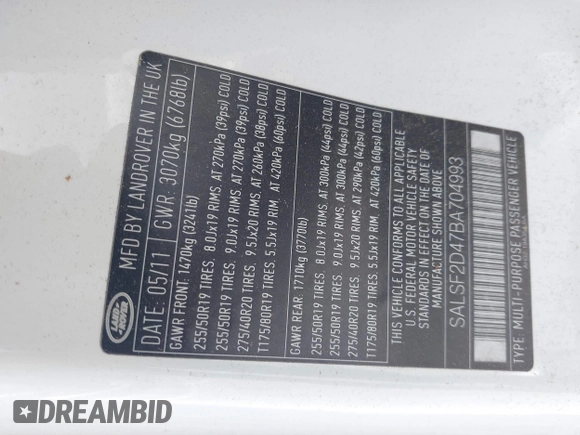 LAND-
ROVER
MFD BY LANDROVER IN THE UK
DATE: 05/11 GWR: 3070kg (6768lb)
GAWR FRONT: 1470kg (3241lb)
255/50R19 TIRES. 8.0Jx19 RIMS. AT 270kPa (39psi) COLD
255/50R19 TIRES. 9.0Jx19 RIMS. AT 270kPa (39psi) COLD
275/40R20 TIRES. 9.5Jx20 RIMS. AT 260kPa (38psi) COLD
T175/80R19 TIRES. 5.5Jx19 RIM. AT 420kPa (60psi) COLD
GAWR REAR: 1710kg (3770lb)
255/50R19 TIRES. 8.0Jx19 RIMS. AT 300kPa (44psi) COLD
255/50R19 TIRES. 9.0Jx19 RIMS. AT 300kPa (44psi) COLD
275/40R20 TIRES. 9.5Jx20 RIMS. AT 290kPa (42psi) COLD
T175/80R19 TIRES. 5.5Jx19 RIM. AT 420kPa (60psi) COLD
THIS VEHICLE CONFORMS TO ALL APPLICABLE
U.S. FEDERAL MOTOR VEHICLE SAFETY
STANDARDS IN EFFECT ON THE DATE OF
MANUFACTURE SHOWN ABOVE
SALSF2D47BA704993
TYPE: MULTI-PURPOSE PASSENGER VEHICLE
DREAMBID